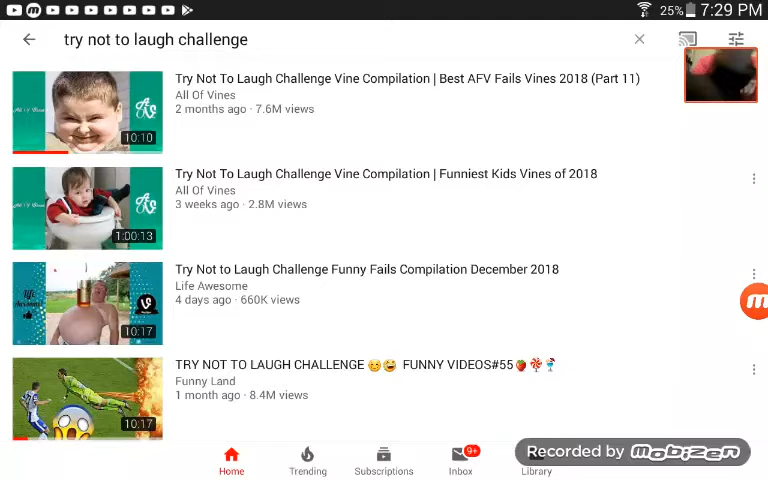 25% 7:29 PM
try not to laugh challenge
Try Not To Laugh Challenge Vine Compilation | Best AFV Fails Vines 2018 (Part 11)
All Of Vines
2 months ago · 7.6M views
10:10
Try Not To Laugh Challenge Vine Compilation | Funniest Kids Vines of 2018
All Of Vines
3 weeks ago · 2.8M views
1:00:13
Try Not to Laugh Challenge Funny Fails Compilation December 2018
Life Awesome
4 days ago · 660K views
10:17
TRY NOT TO LAUGH CHALLENGE 😊😄 FUNNY VIDEOS#55🍓🍭🍹
Funny Land
1 month ago · 8.4M views
10:17
9+
Recorded by MOBIZEN
Home Trending Subscriptions Inbox Library